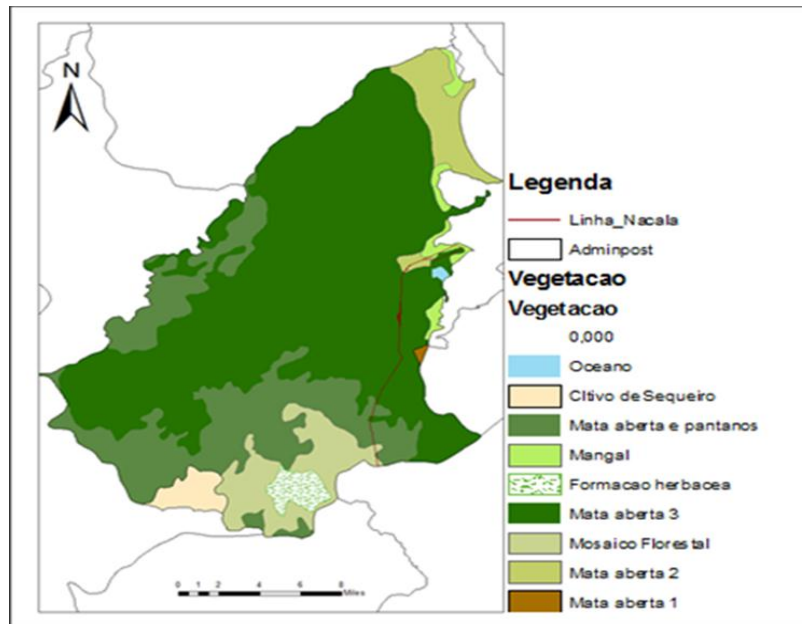 N
Legenda
Linha_Nacala
Adminpost
Vegetacao
Vegetacao
0,000
Oceano
Cltivo de Sequeiro
Mata aberta e pantanos
Mangal
Formacao herbacea
Mata aberta 3
Mosaico Florestal
Mata aberta 2
Mata aberta 1
0 1 2 4 6 8
Miles